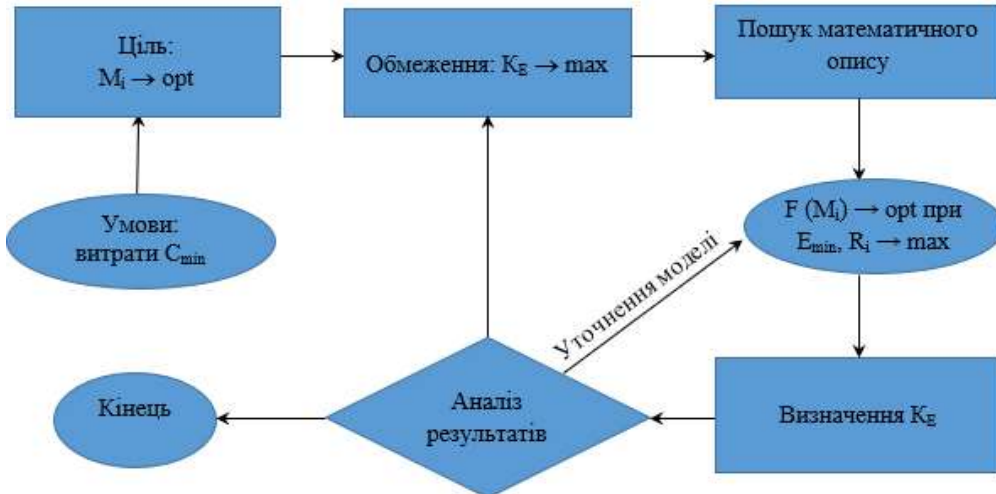 Ціль:
Mᵢ → opt
Обмеження: K_E → max
Пошук математичного
опису
Умови:
витрати C_min
F (Mᵢ) → opt при
E_min, Rᵢ → max
Уточнення моделі
Кінець
Аналіз
результатів
Визначення K_E